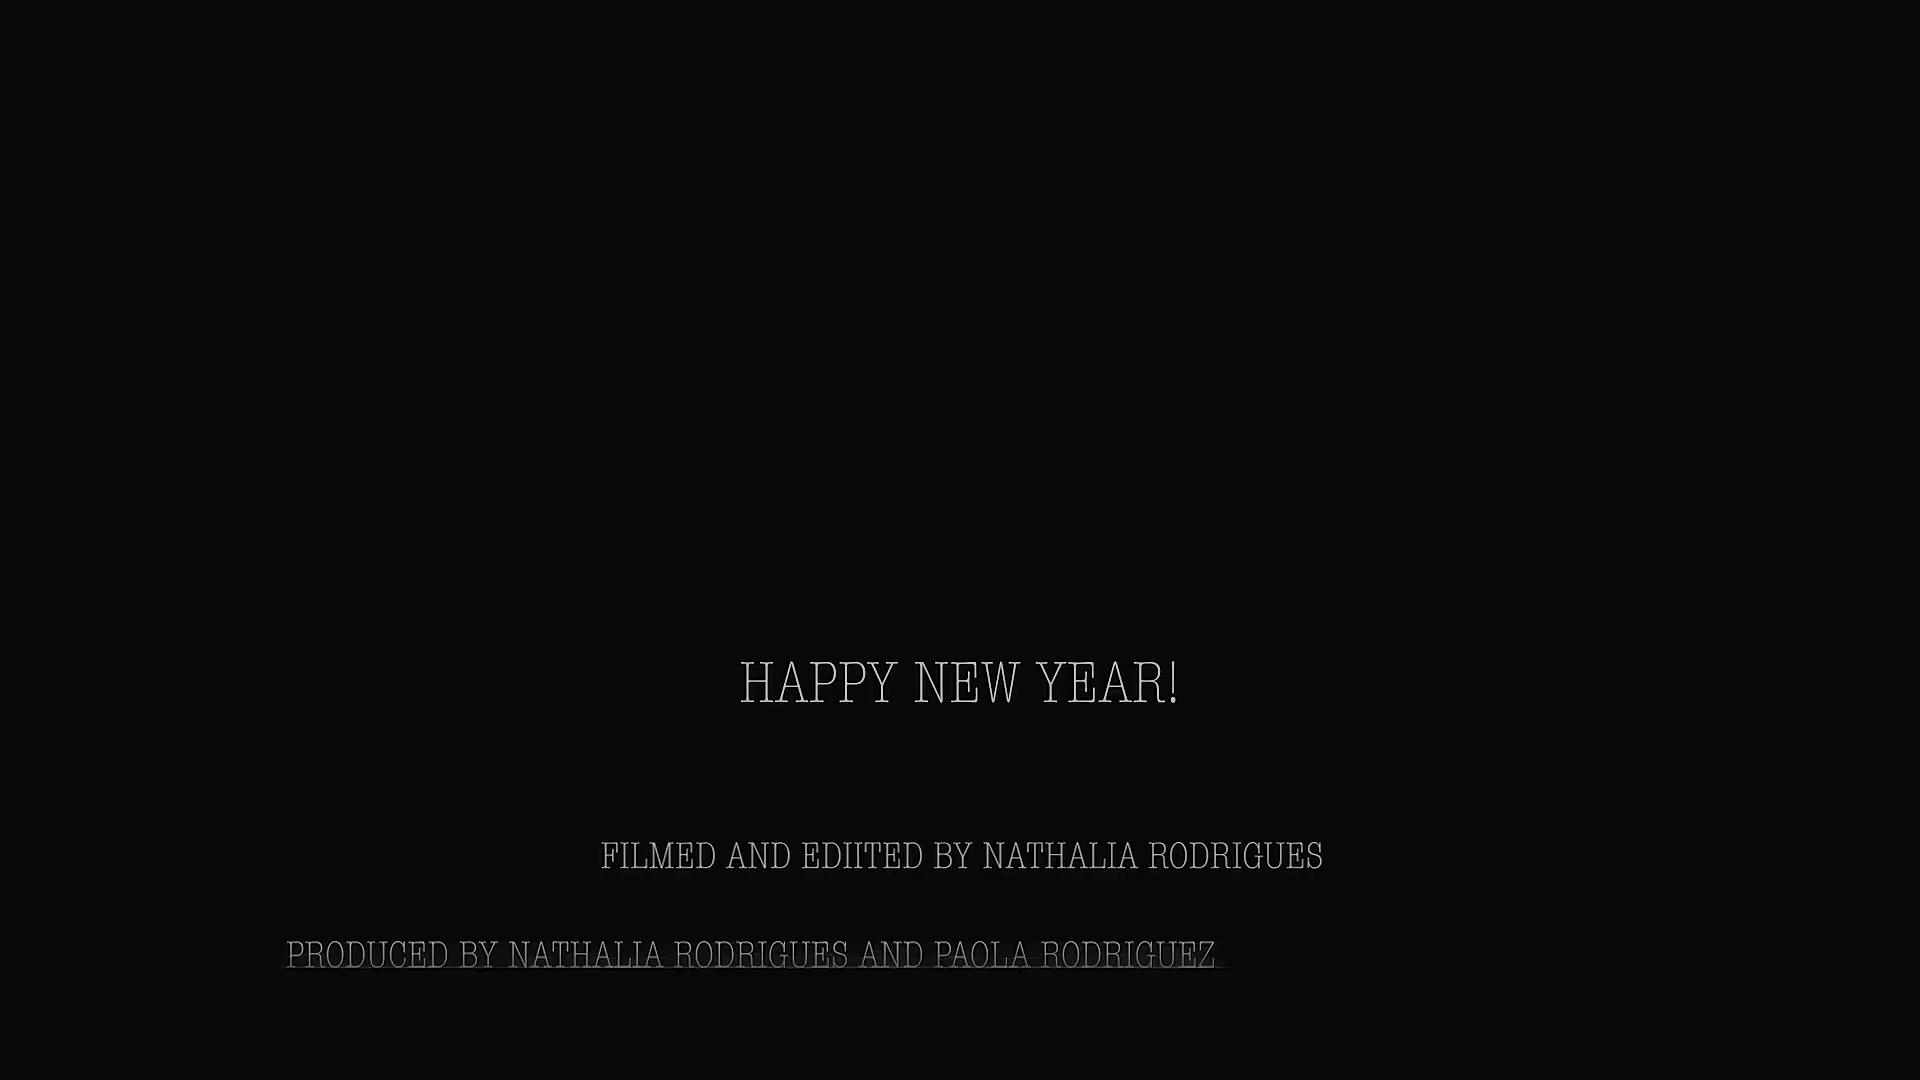 HAPPY NEW YEAR!
FILMED AND EDIITED BY NATHALIA RODRIGUES
PRODUCED BY NATHALIA RODRIGUES AND PAOLA RODRIGUEZ